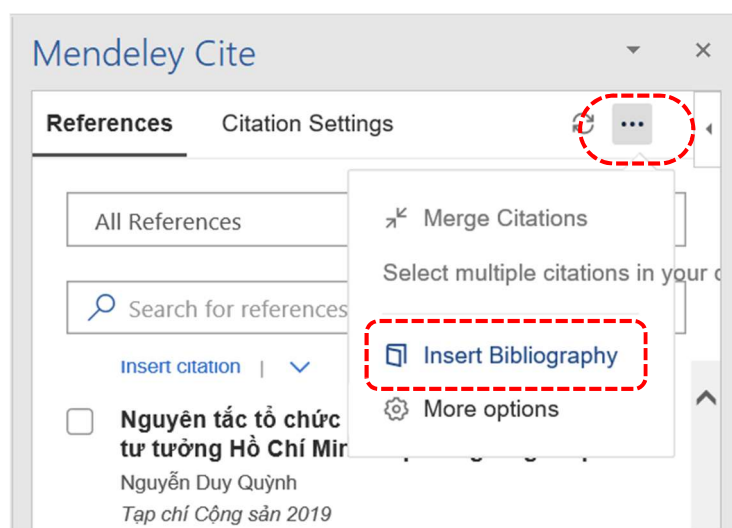 Mendeley Cite
References Citation Settings
All References
Merge Citations
Select multiple citations in your
Search for references
Insert Bibliography
Insert citation |
More options
Nguyên tắc tổ chức
tư tưởng Hồ Chí
Nguyễn Duy Quỳnh
Tạp chí Cộng sản 2019